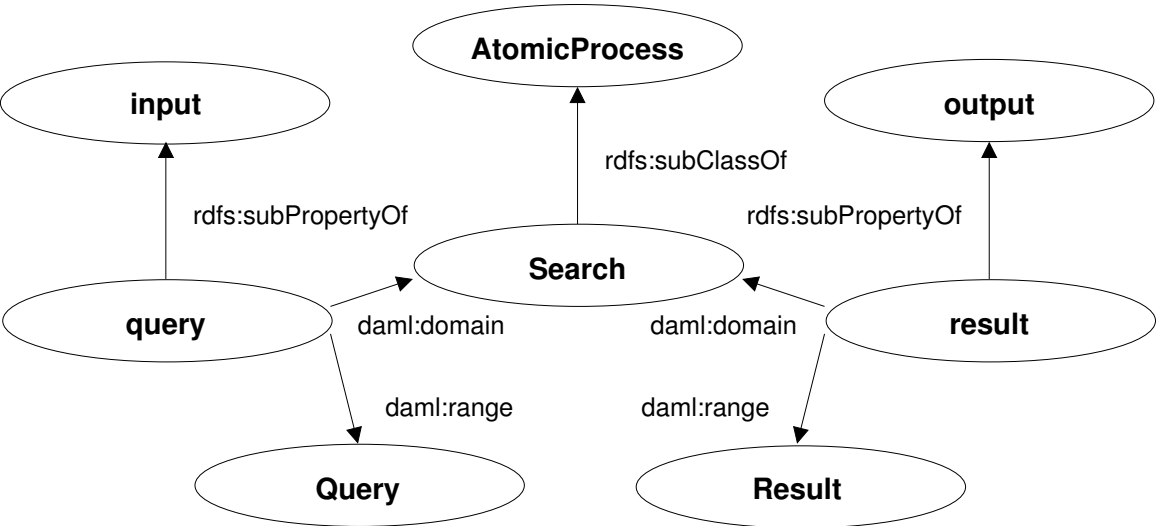 AtomicProcess
input
output
rdfs:subClassOf
rdfs:subPropertyOf
rdfs:subPropertyOf
Search
query
daml:domain
daml:domain
result
daml:range
daml:range
Query
Result